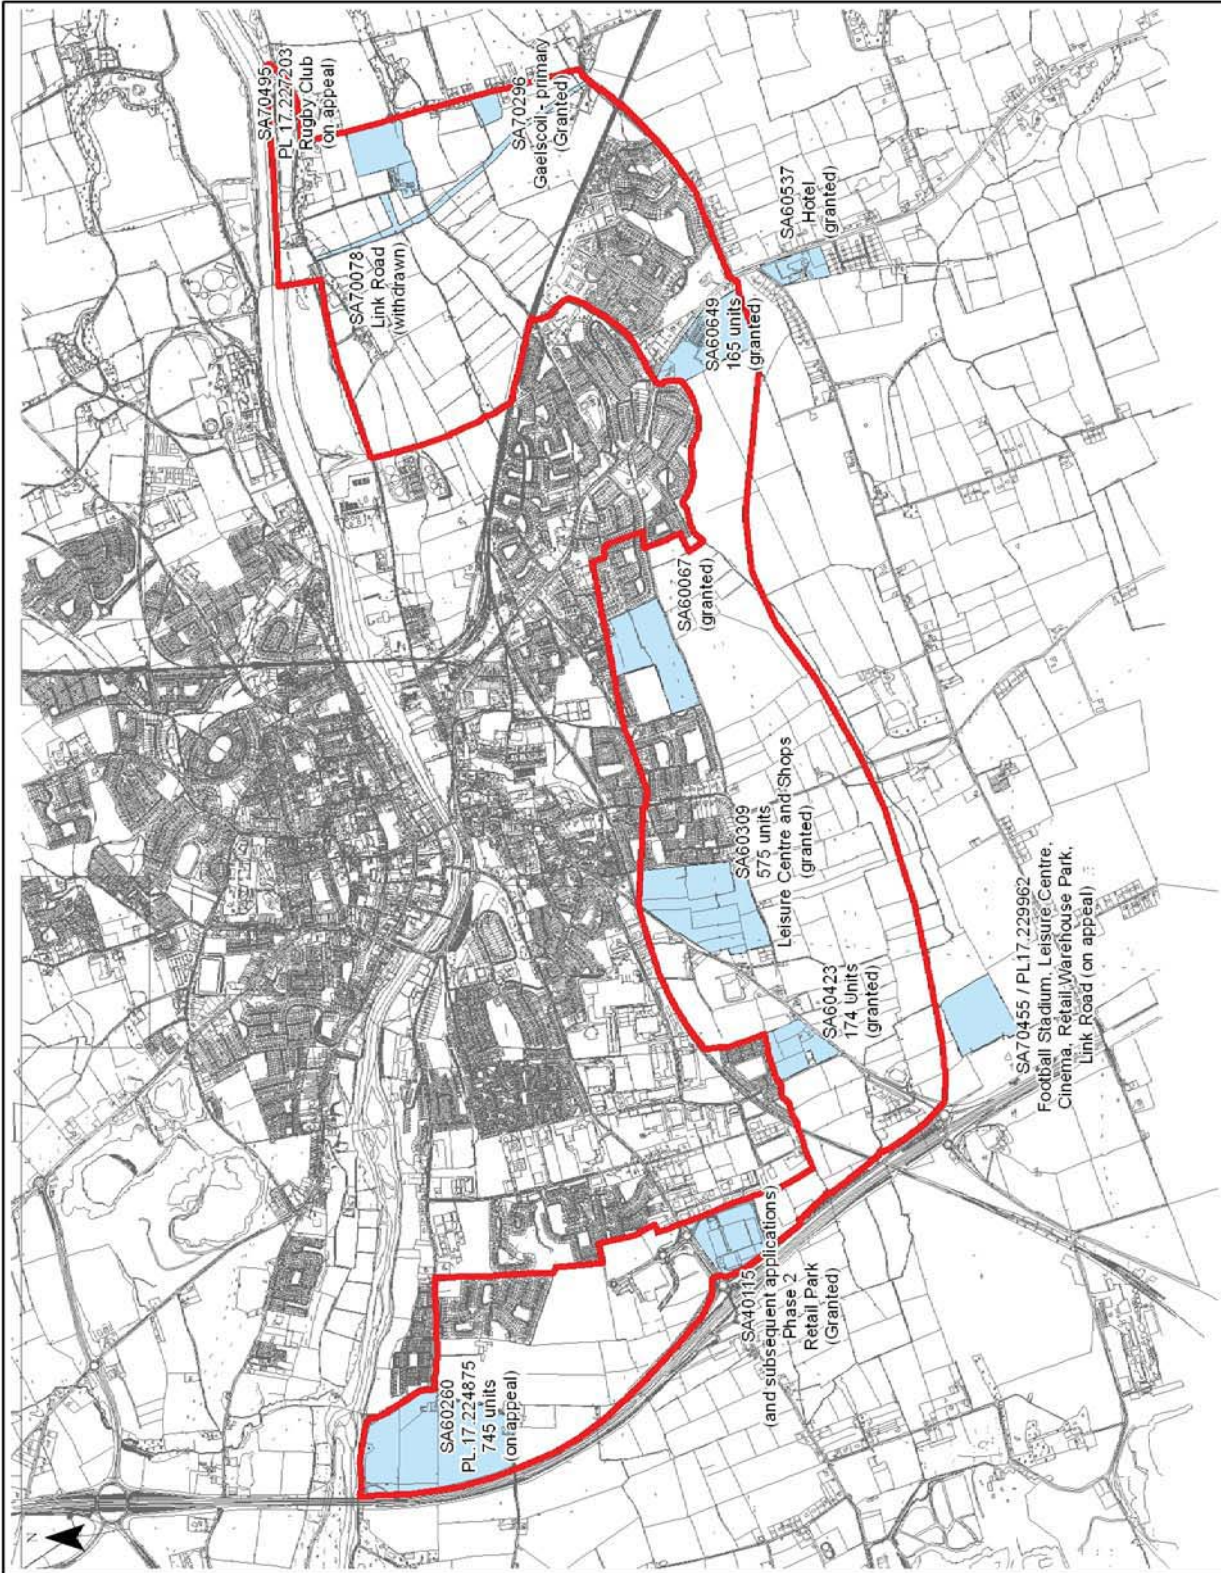 N
SA60260
PL.17.224875
745 units
(on appeal)
SA40115
(and subsequent applications)
Phase 2
Retail Park
(Granted)
SA60423
174 Units
(granted)
SA70455 / PL17.229962
Football Stadium, Leisure Centre,
Cinema, Retail Warehouse Park,
Link Road (on appeal)
SA60309
575 units
Leisure Centre and Shops
(granted)
SA60067
(granted)
SA60649
165 units
(granted)
SA60537
Hotel
(granted)
SA70078
Link Road
(withdrawn)
SA70296
Gaelscoil - primary
(Granted)
SA70495
PL.17.227203
Rugby Club
(on appeal)